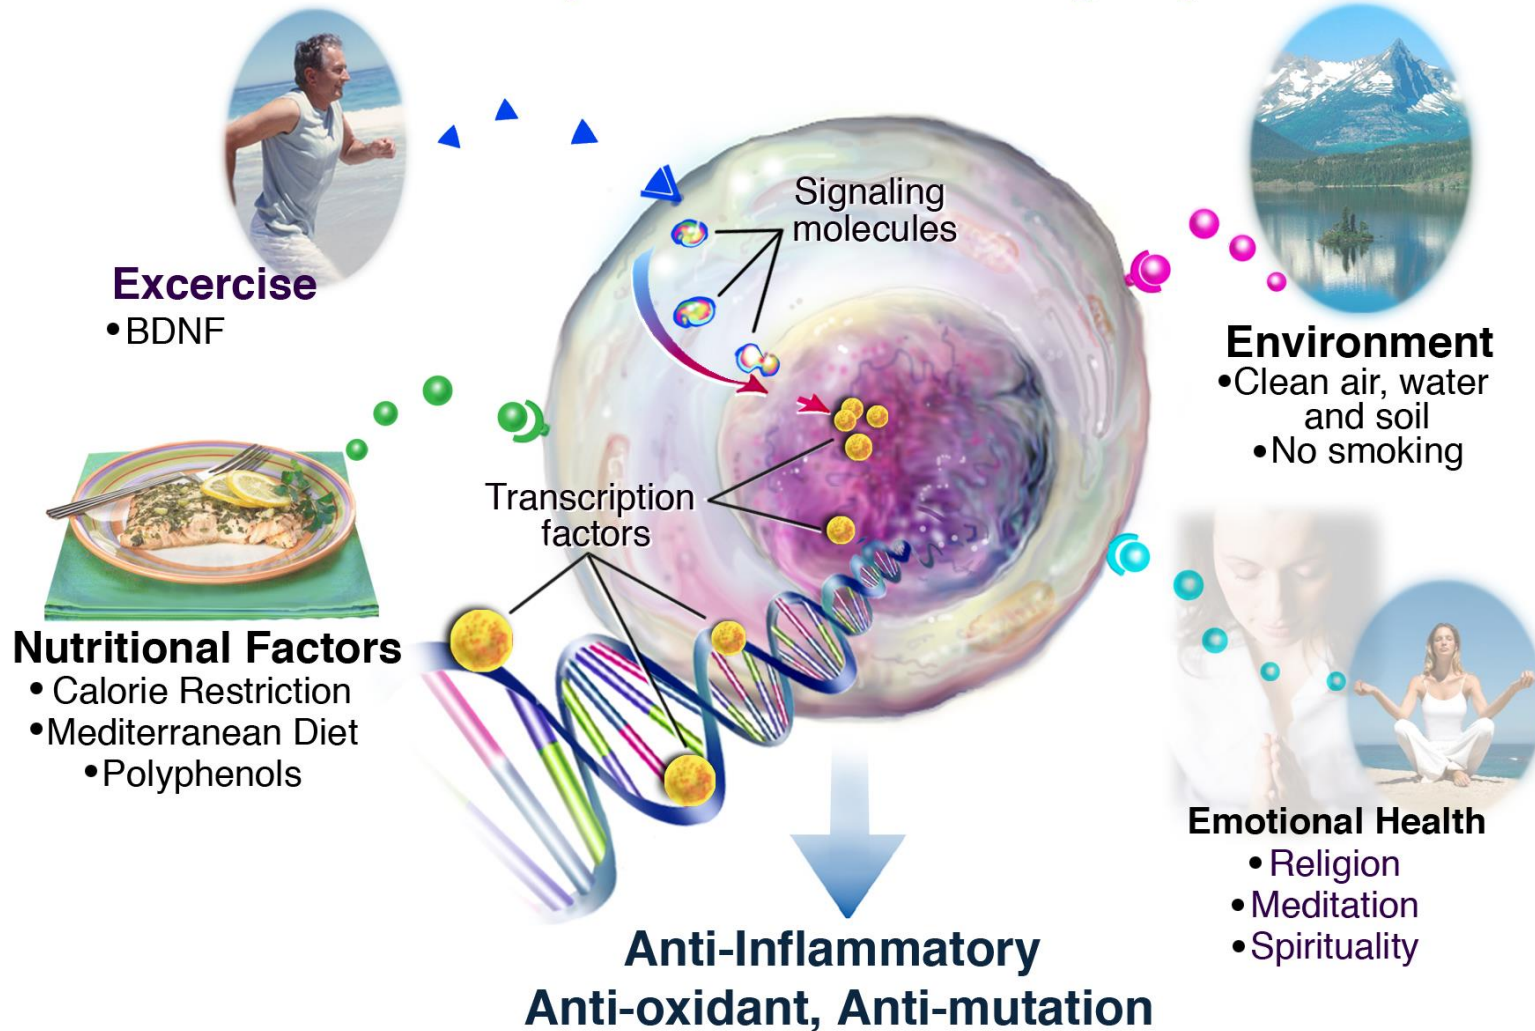 Excercise
•BDNF
Signaling
molecules
Environment
•Clean air, water
and soil
•No smoking
Transcription
factors
Nutritional Factors
• Calorie Restriction
•Mediterranean Diet
•Polyphenols
Emotional Health
• Religion
•Meditation
•Spirituality
Anti-Inflammatory
Anti-oxidant, Anti-mutation